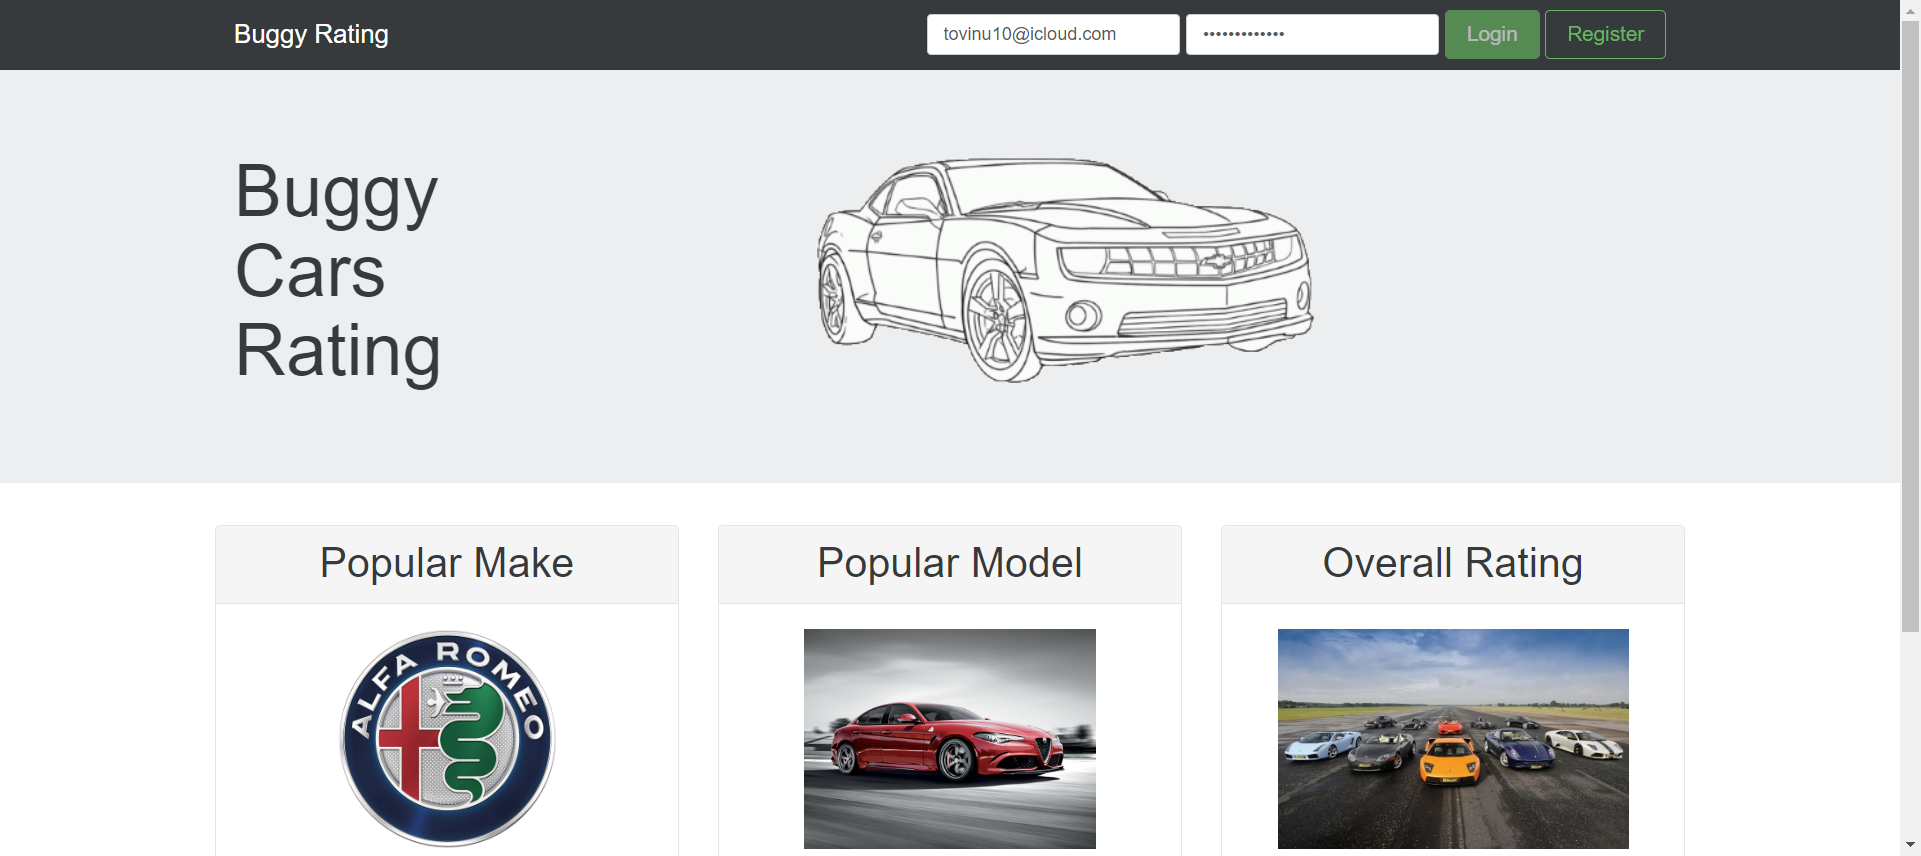 Buggy Rating
tovinu10@icloud.com
•••••••••••••
Login
Register
Buggy
Cars
Rating
Popular Make
Popular Model
Overall Rating
ALFA ROMEO